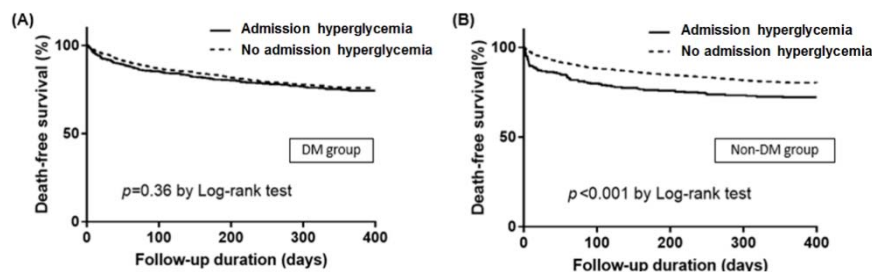 (A)
Admission hyperglycemia
No admission hyperglycemia
Death-free survival (%)
100
50
0
DM group
p=0.36 by Log-rank test
0 100 200 300 400
Follow-up duration (days)
(B)
Admission hyperglycemia
No admission hyperglycemia
Death-free survival(%)
100
50
0
Non-DM group
p<0.001 by Log-rank test
0 100 200 300 400
Follow-up duration (days)